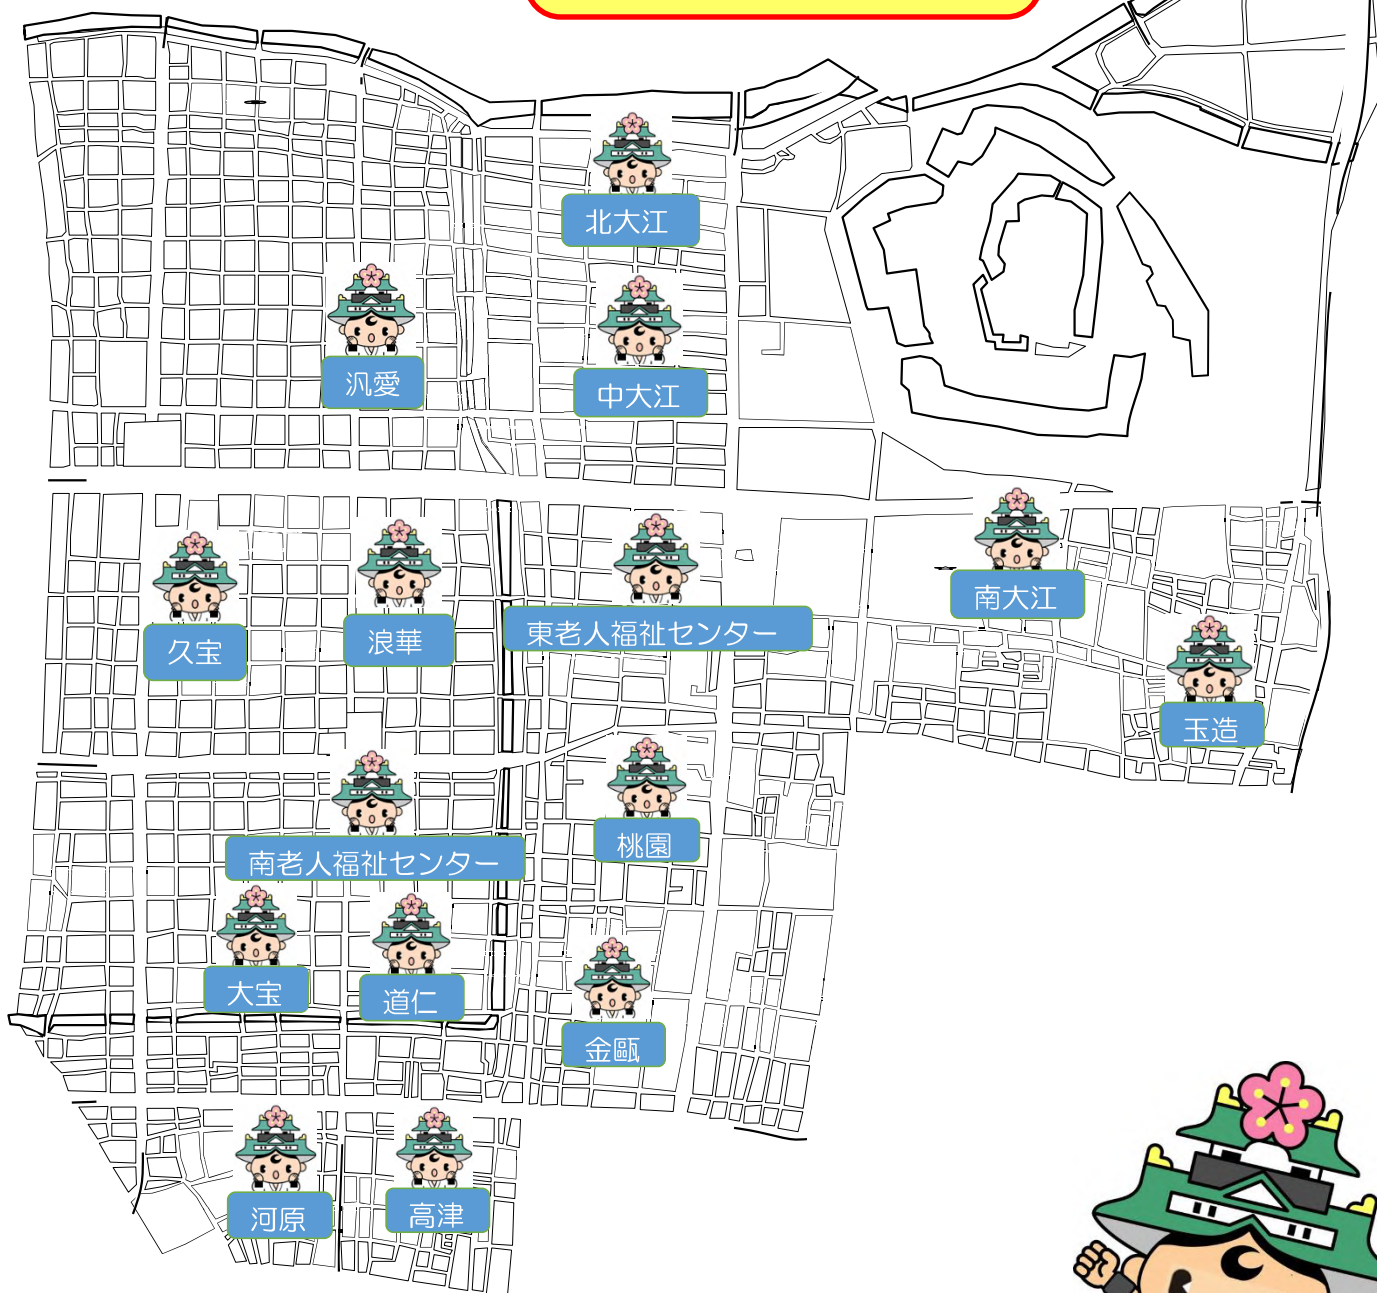 北大江
汎愛
中大江
南大江
久宝
浪華
東老人福祉センター
玉造
南老人福祉センター
桃園
大宝
道仁
金甌
河原
高津